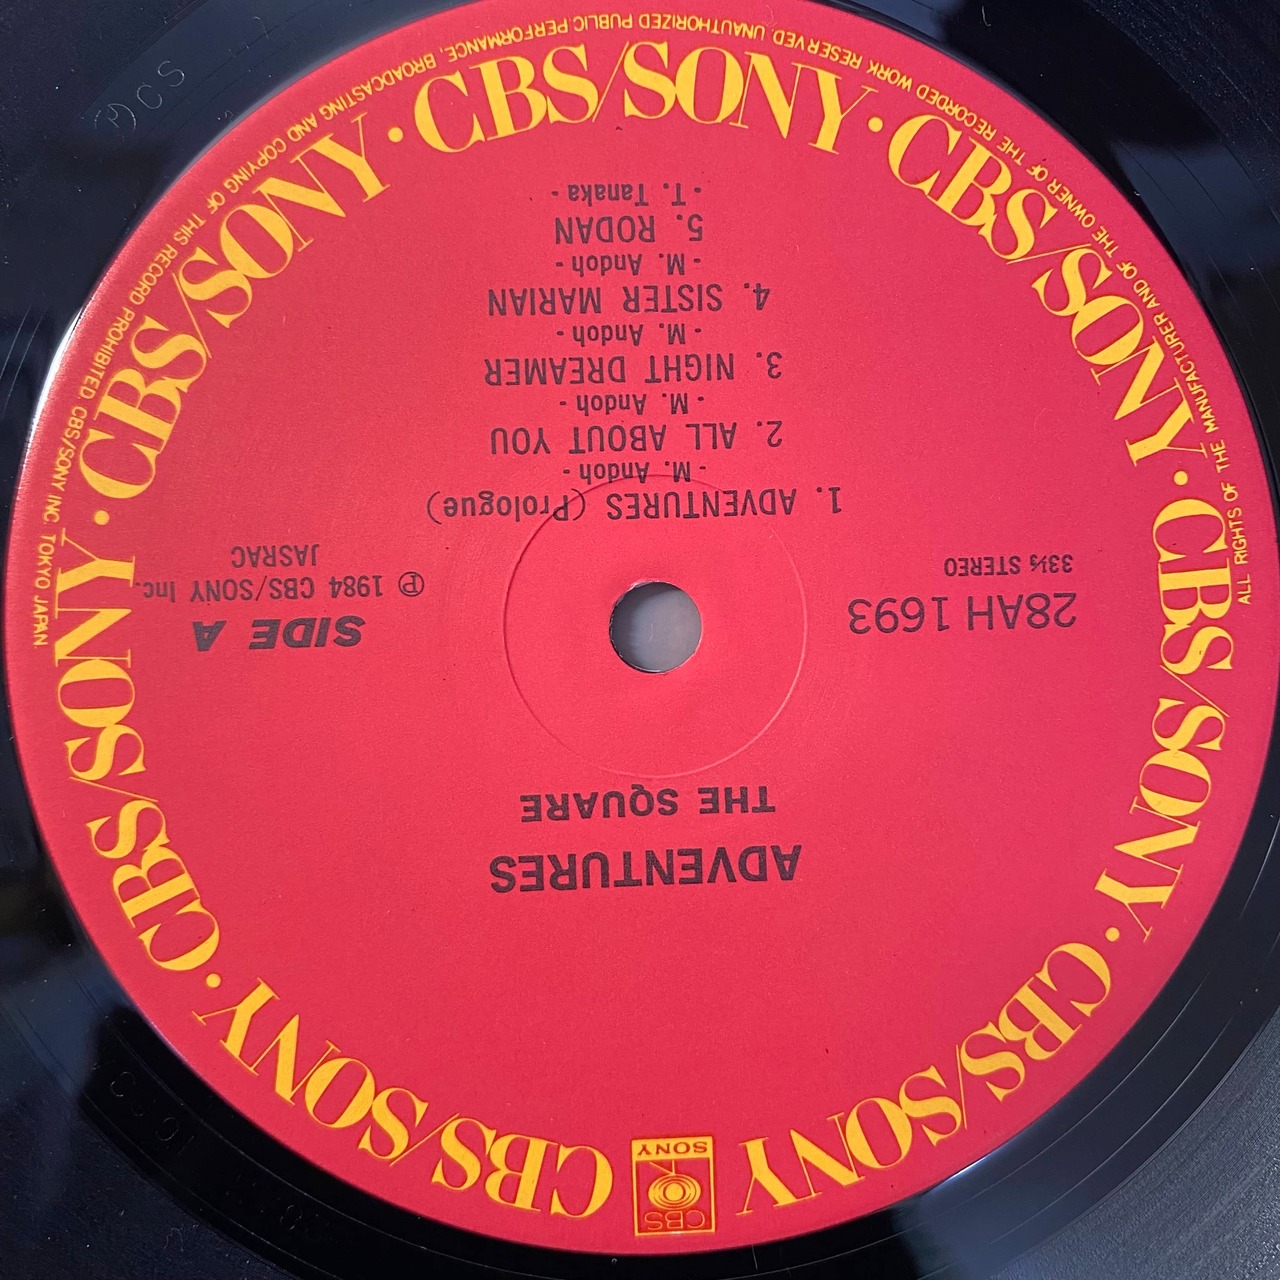 CBS
SONY
CBS/SONY · CBS/SONY · CBS/SONY · CBS/SONY · CBS/SONY · CBS/SONY · CBS/SONY · CBS/SONY
ADVENTURES
THE SQUARE
28AH 1693
33⅓ STEREO
SIDE A
Ⓟ 1984 CBS/SONY Inc.
JASRAC
1. ADVENTURES (Prologue)
- M. Andoh -
2. ALL ABOUT YOU
- M. Andoh -
3. NIGHT DREAMER
- M. Andoh -
4. SISTER MARIAN
- M. Andoh -
5. RODAN
- T. Tanaka -
ALL RIGHTS OF THE MANUFACTURER AND OF THE OWNER OF THE RECORDED WORK RESERVED. UNAUTHORIZED PUBLIC PERFORMANCE, BROADCASTING AND COPYING OF THIS RECORD PROHIBITED. CBS/SONY INC. TOKYO JAPAN